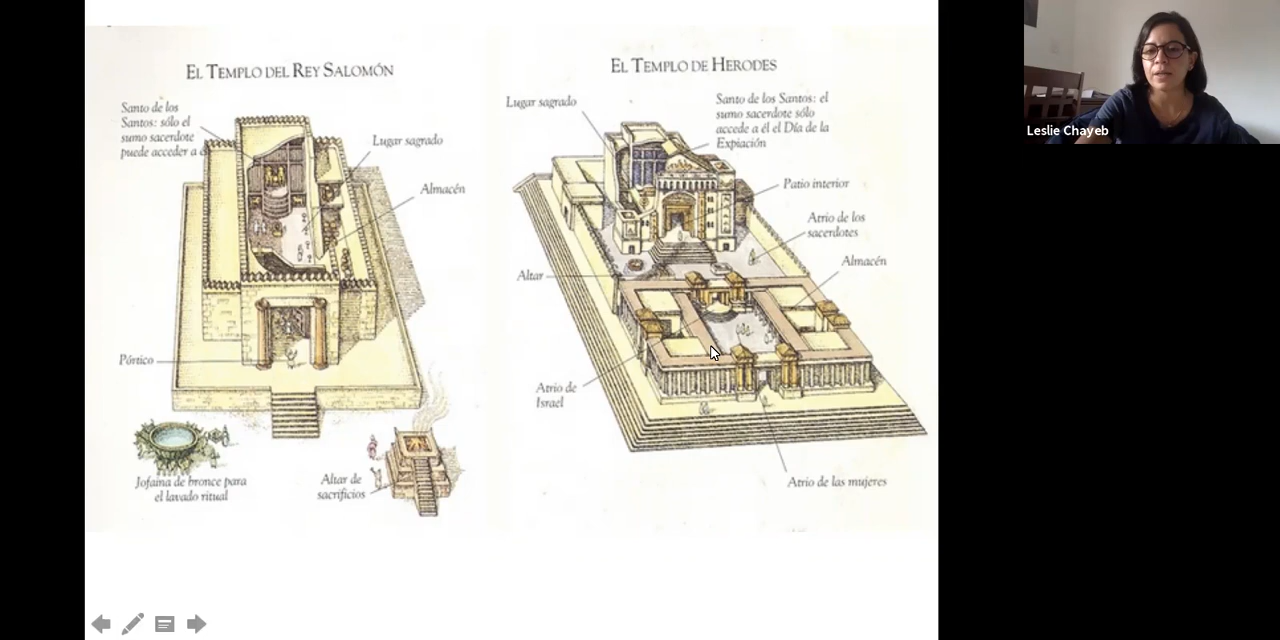 EL TEMPLO DEL REY SALOMÓN
Santo de los
Santos: sólo el
sumo sacerdote
puede acceder a
Lugar sagrado
Almacén
Pórtico
Jofaina de bronce para
el lavado ritual
Altar de
sacrificios
EL TEMPLO DE HERODES
Lugar sagrado
Santo de los Santos: el
sumo sacerdote sólo
accede a él el Día de la
Expiación
Patio interior
Atrio de los
sacerdotes
Almacén
Altar
Atrio de
Israel
Atrio de las mujeres
Leslie Chayeb